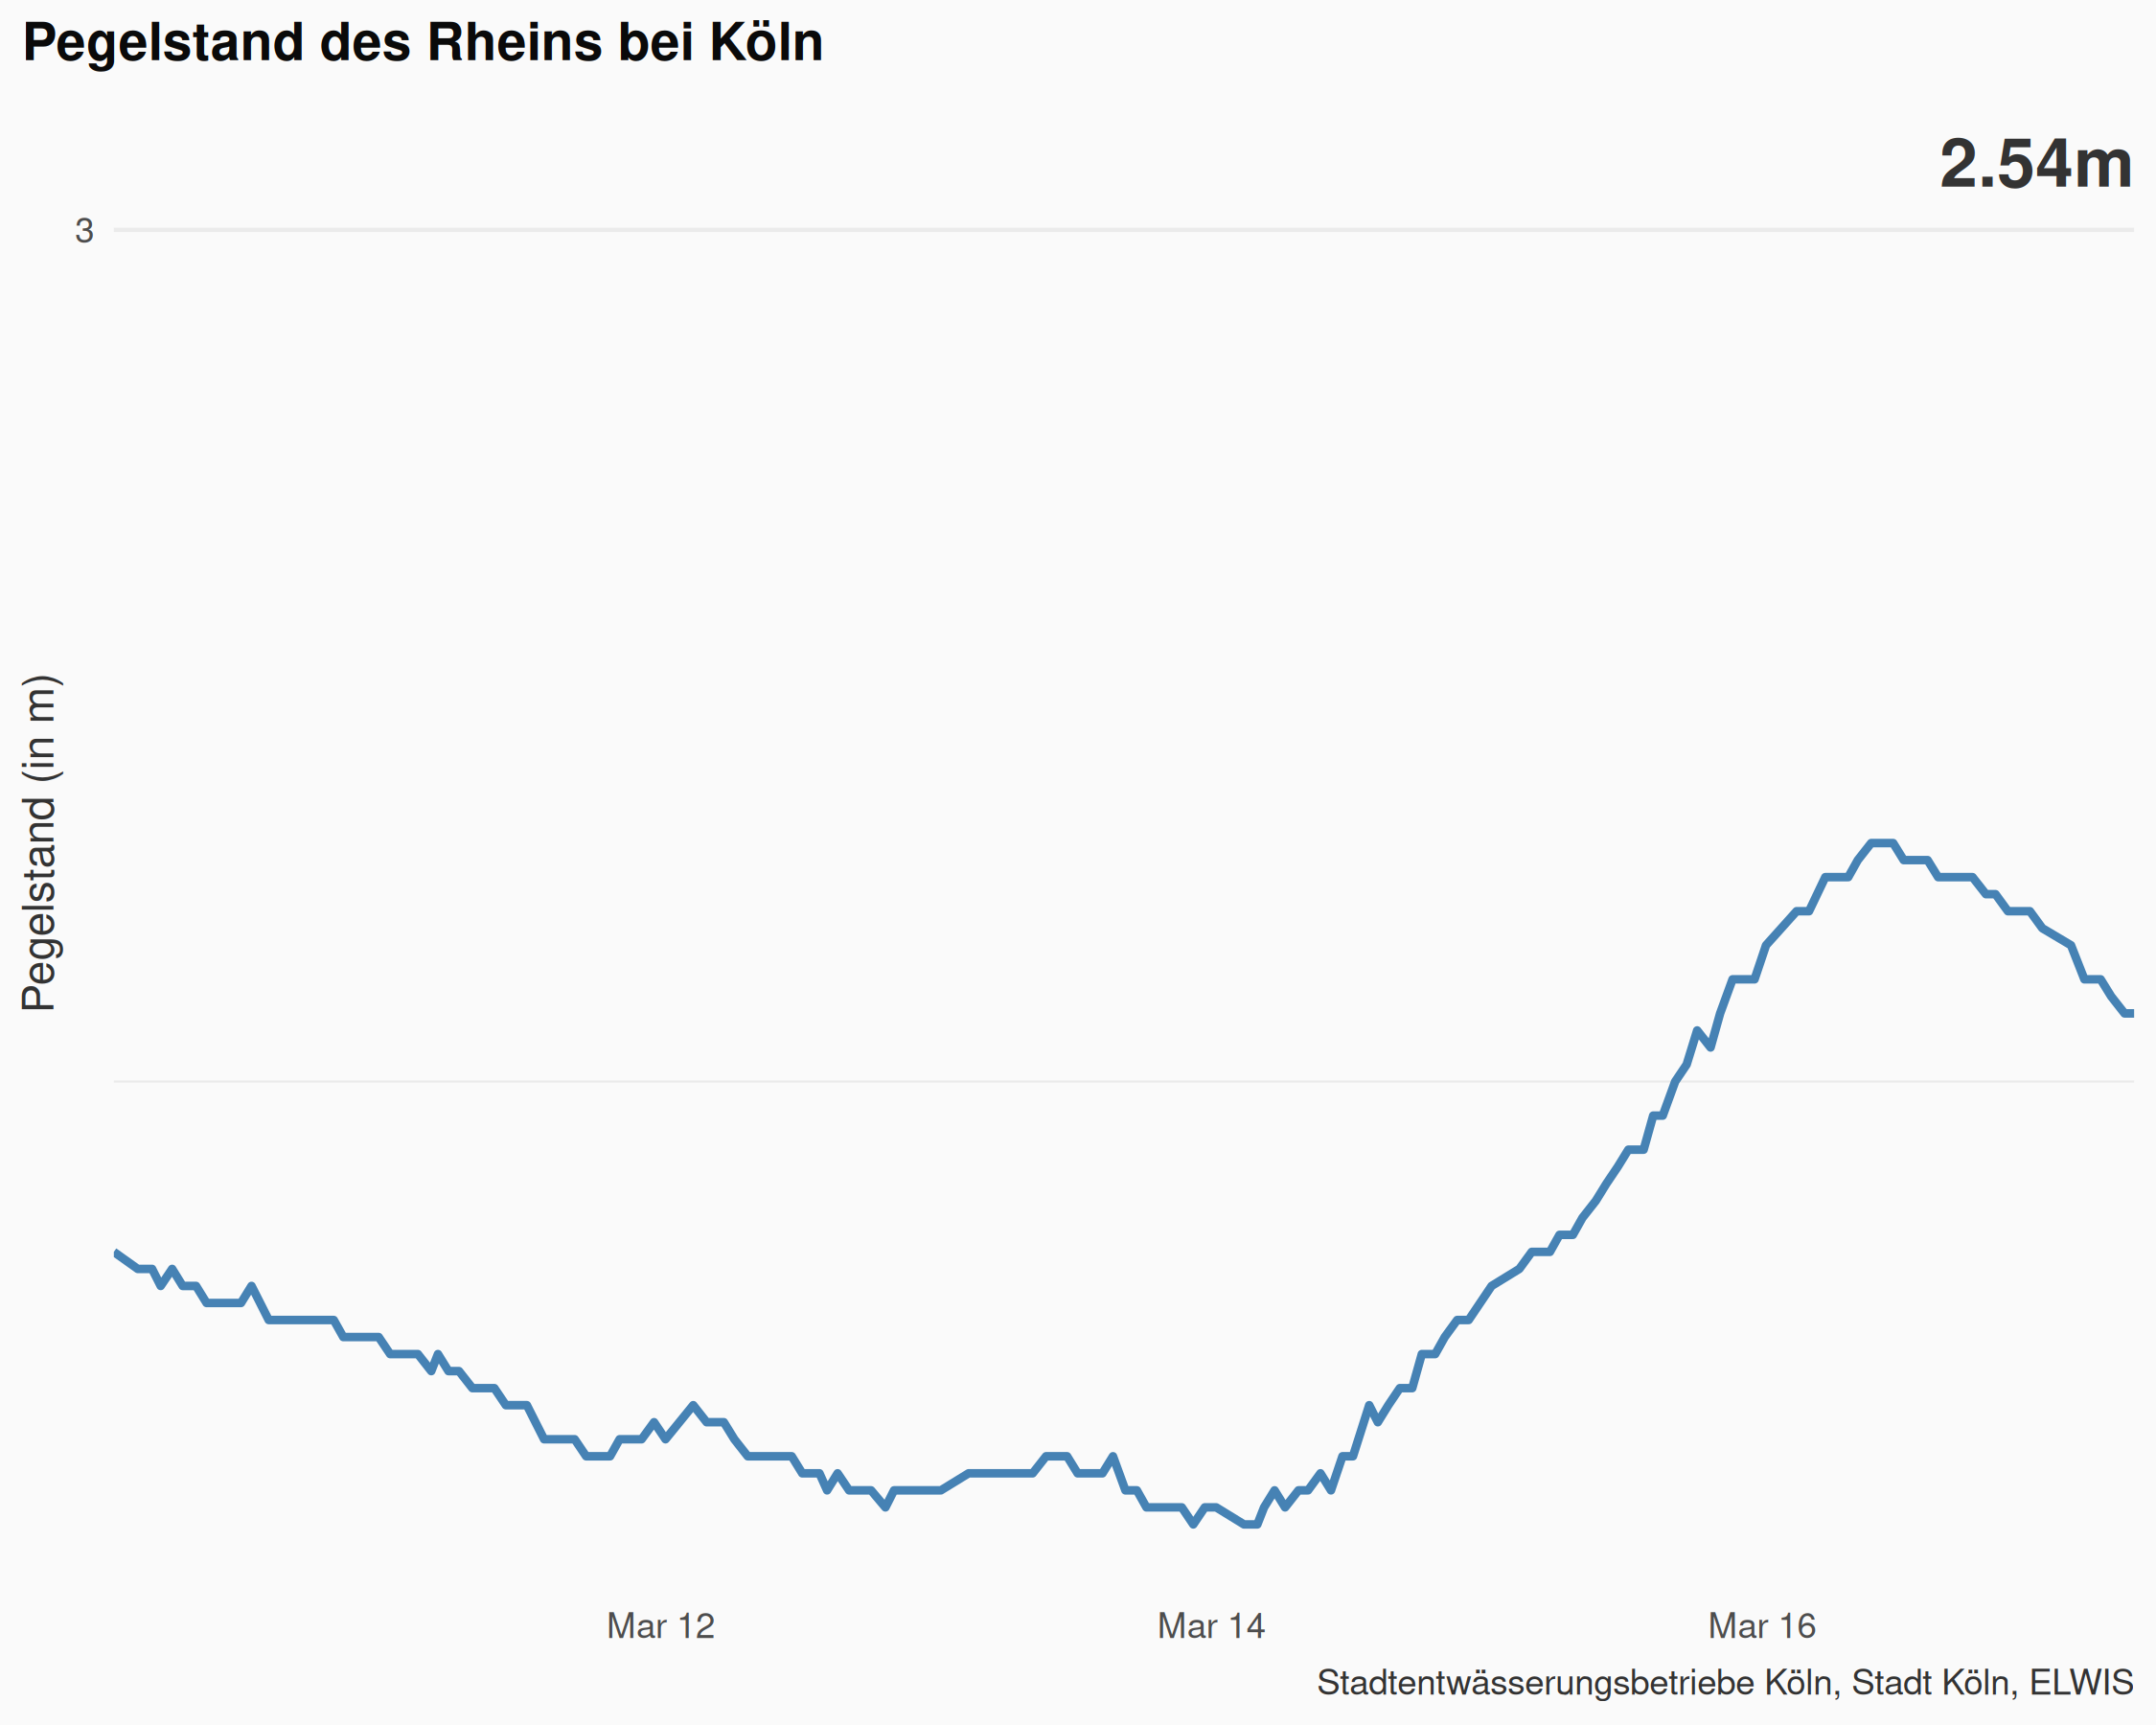 Pegelstand des Rheins bei Köln
2.54m
3
Pegelstand (in m)
Mar 12
Mar 14
Mar 16
Stadtentwässerungsbetriebe Köln, Stadt Köln, ELWIS